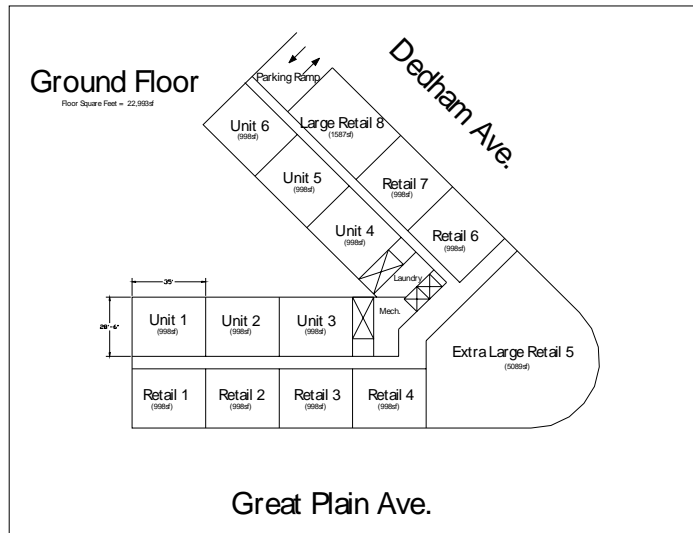 Ground Floor
Floor Square Feet = 22,993sf
Parking Ramp
Dedham Ave.
Unit 6
(998sf)
Large Retail 8
(1587sf)
Unit 5
(998sf)
Retail 7
(998sf)
Unit 4
(998sf)
Retail 6
(998sf)
Laundry
35'
28'-6"
Mech.
Unit 1
(998sf)
Unit 2
(998sf)
Unit 3
(998sf)
Extra Large Retail 5
(5089sf)
Retail 1
(998sf)
Retail 2
(998sf)
Retail 3
(998sf)
Retail 4
(998sf)
Great Plain Ave.